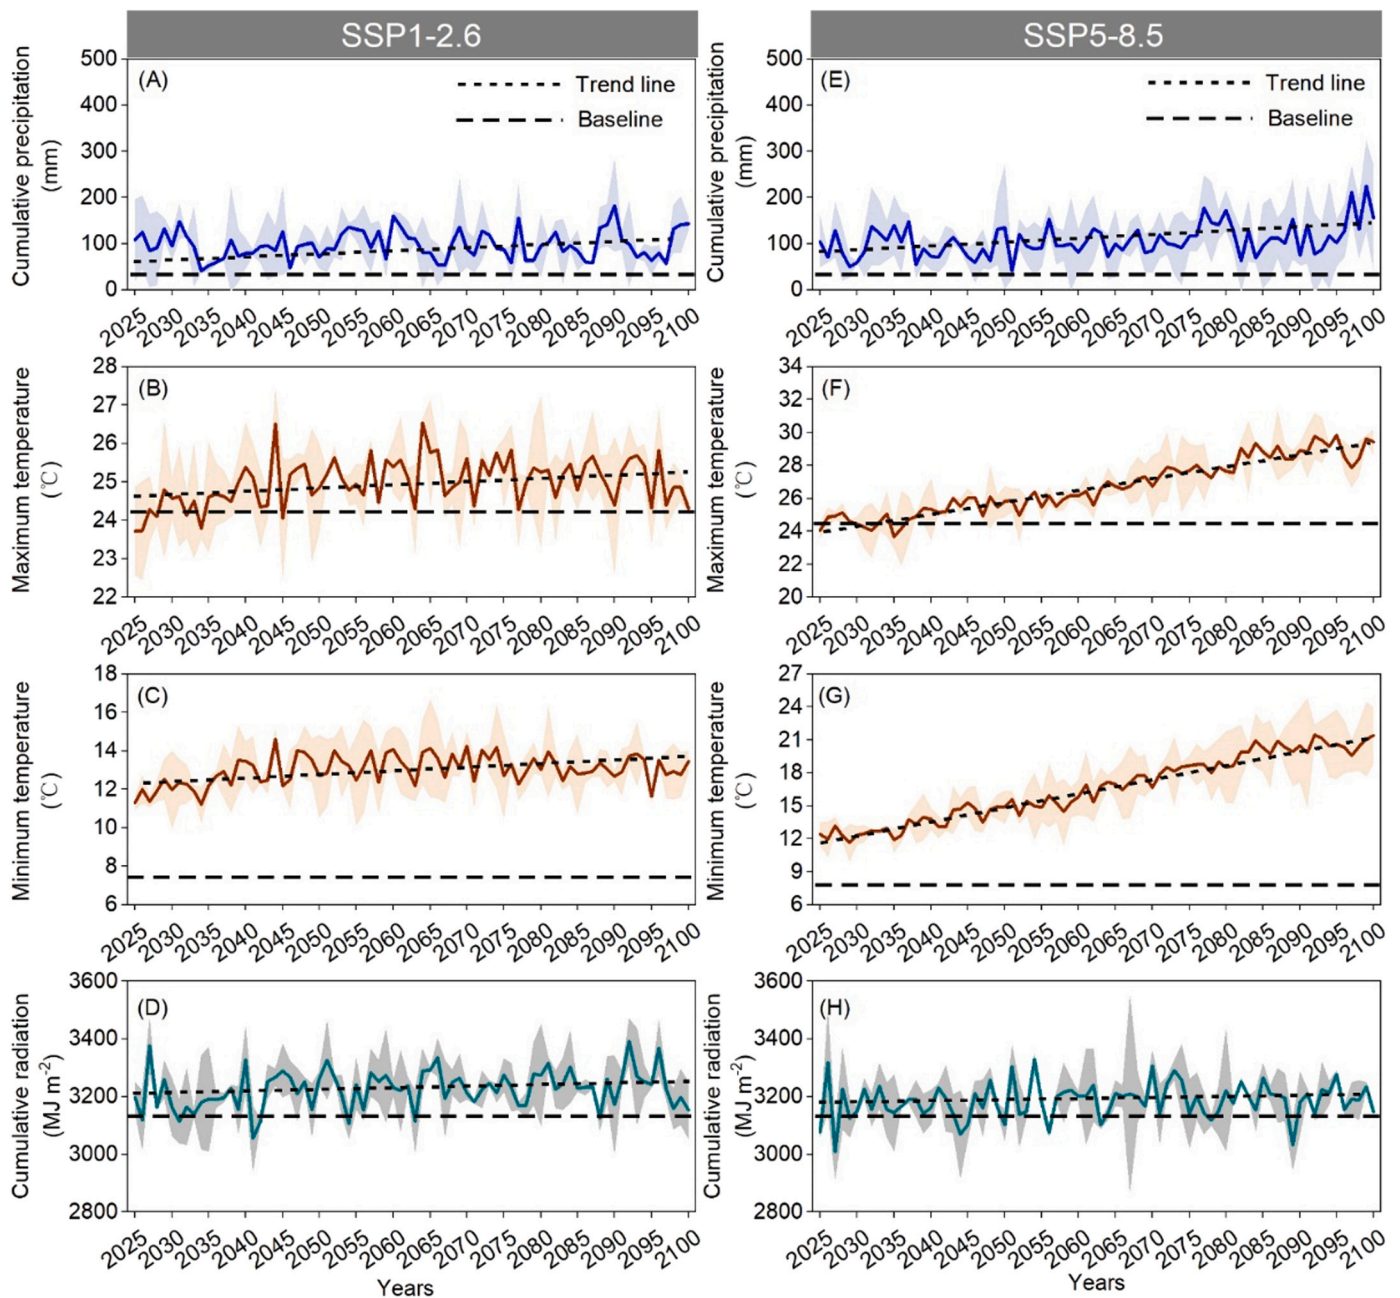 SSP1-2.6
SSP5-8.5
Cumulative precipitation
(mm)
500
400
300
200
100
0
(A)
Trend line
Baseline
2025 2030 2035 2040 2045 2050 2055 2060 2065 2070 2075 2080 2085 2090 2095 2100
Cumulative precipitation
(mm)
500
400
300
200
100
0
(E)
Trend line
Baseline
2025 2030 2035 2040 2045 2050 2055 2060 2065 2070 2075 2080 2085 2090 2095 2100
Maximum temperature
(℃)
28
27
26
25
24
23
22
(B)
2025 2030 2035 2040 2045 2050 2055 2060 2065 2070 2075 2080 2085 2090 2095 2100
Maximum temperature
(℃)
34
32
30
28
26
24
22
20
(F)
2025 2030 2035 2040 2045 2050 2055 2060 2065 2070 2075 2080 2085 2090 2095 2100
Minimum temperature
(℃)
18
16
14
12
10
8
6
(C)
2025 2030 2035 2040 2045 2050 2055 2060 2065 2070 2075 2080 2085 2090 2095 2100
Minimum temperature
(℃)
27
24
21
18
15
12
9
6
(G)
2025 2030 2035 2040 2045 2050 2055 2060 2065 2070 2075 2080 2085 2090 2095 2100
Cumulative radiation
(MJ m-2)
3600
3400
3200
3000
2800
(D)
2025 2030 2035 2040 2045 2050 2055 2060 2065 2070 2075 2080 2085 2090 2095 2100
Years
Cumulative radiation
(MJ m-2)
3600
3400
3200
3000
2800
(H)
2025 2030 2035 2040 2045 2050 2055 2060 2065 2070 2075 2080 2085 2090 2095 2100
Years